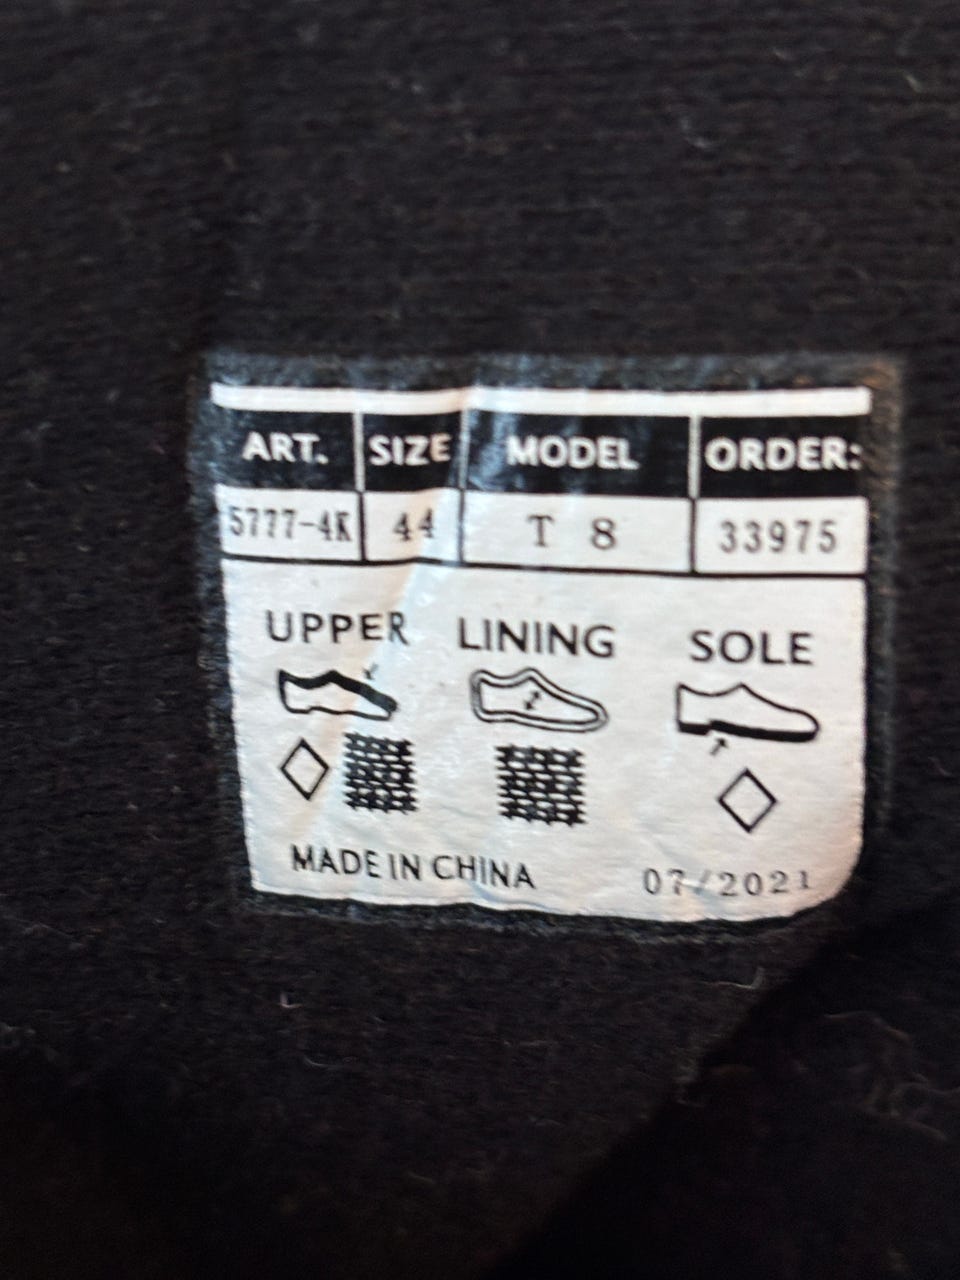 ART. SIZE MODEL ORDER:
5777-4K 44 T 8 33975
UPPER LINING SOLE
MADE IN CHINA 07/2021